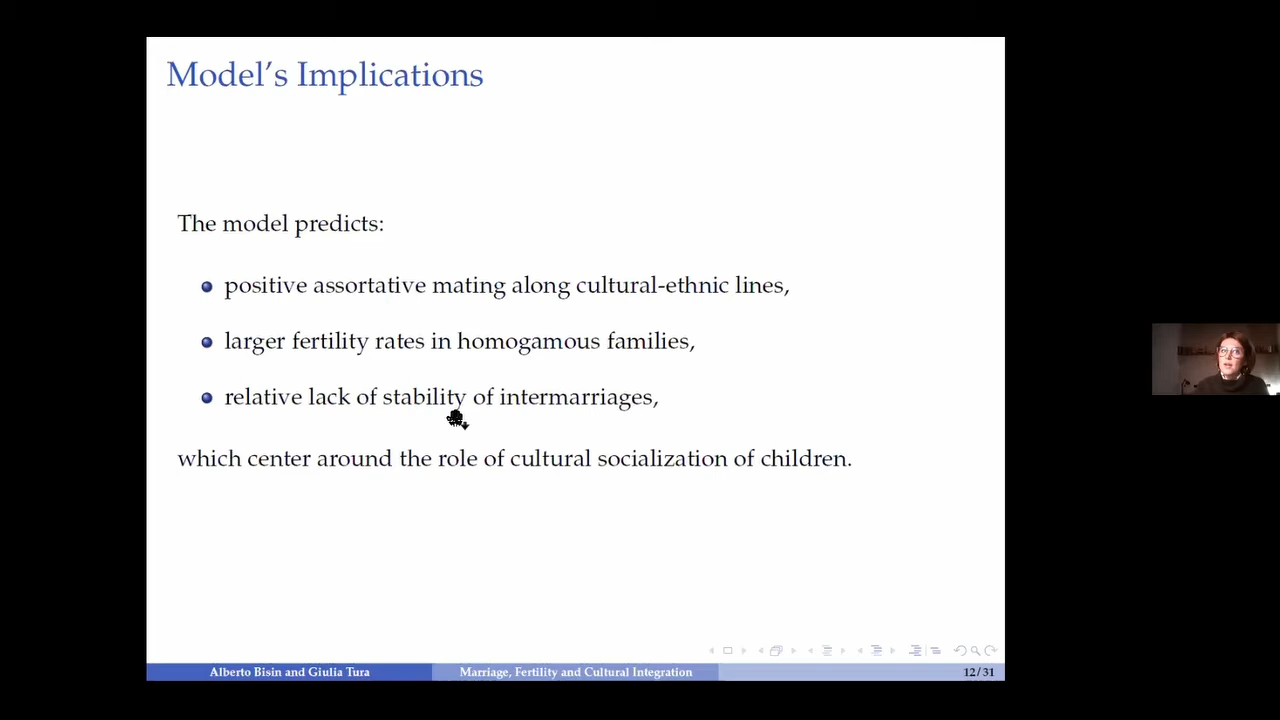 Model's Implications
The model predicts:
positive assortative mating along cultural-ethnic lines,
larger fertility rates in homogamous families,
relative lack of stability of intermarriages,
which center around the role of cultural socialization of children.
Alberto Bisin and Giulia Tura
Marriage, Fertility and Cultural Integration
12/31